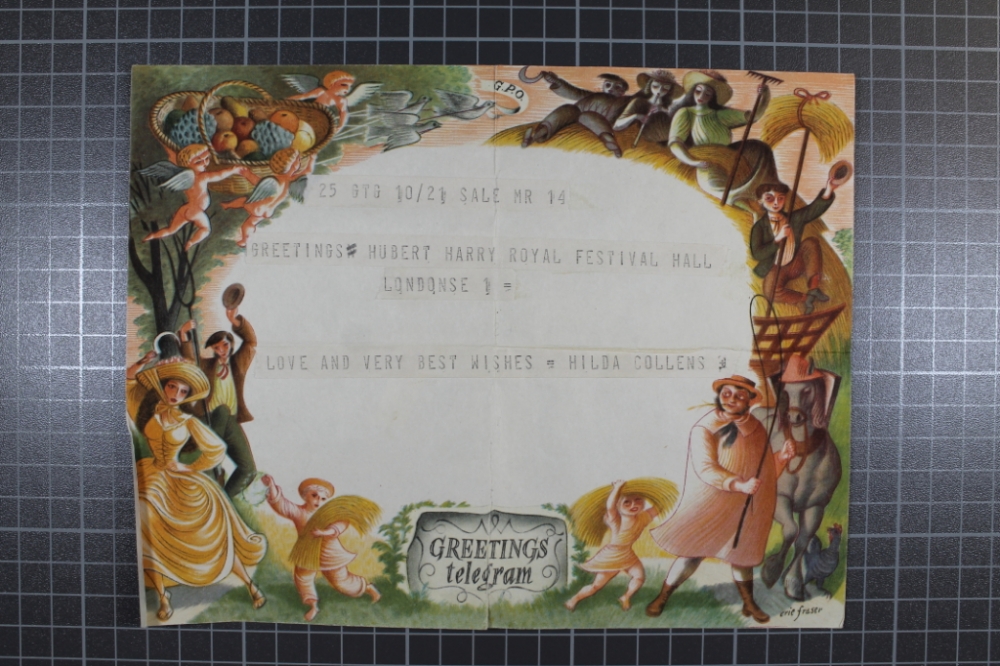 G.P.O
25 GTG 10/21 SALE MR 14
GREETINGS= HUBERT HARRY ROYAL FESTIVAL HALL
LONDONSE 1 =
LOVE AND VERY BEST WISHES = HILDA COLLENS +
GREETINGS
telegram
eric fraser